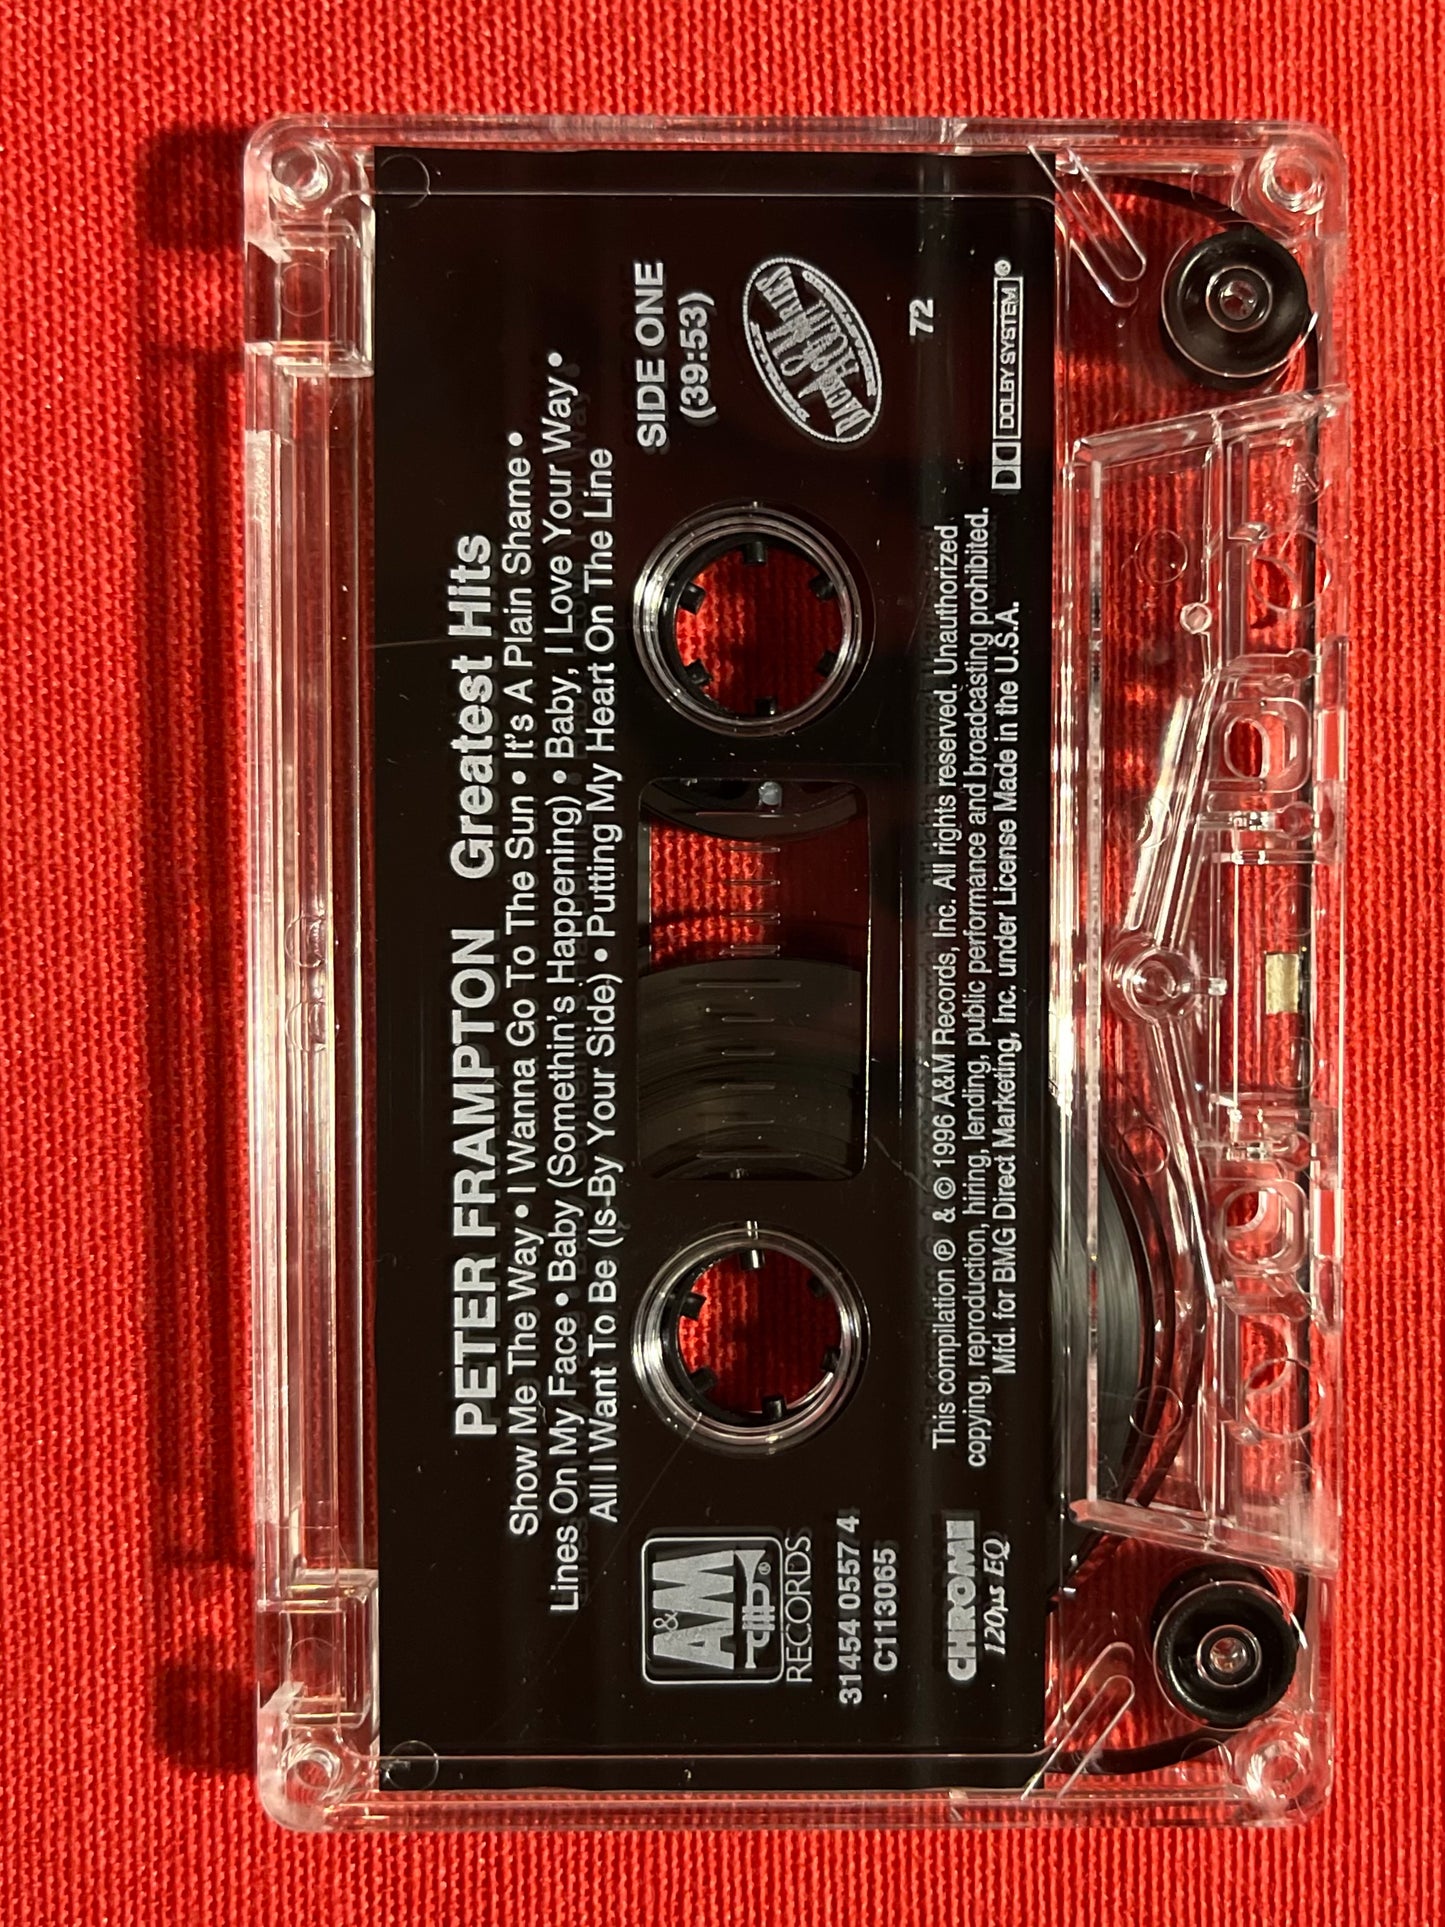 PETER FRAMPTON Greatest Hits
Show Me The Way • I Wanna Go To The Sun • It's A Plain Shame •
Lines On My Face • Baby (Somethin's Happening) • Baby, I Love Your Way •
All I Want To Be (Is By Your Side) • Putting My Heart On The Line
A&M
®
RECORDS
31454 0557 4
C113065
SIDE ONE
(39:53)
A&M
BACK
72
CHROME
120µs EQ
This compilation ℗ & © 1996 A&M Records, Inc. All rights reserved. Unauthorized
copying, reproduction, hiring, lending, public performance and broadcasting prohibited.
Mfd. for BMG Direct Marketing, Inc. under License Made in the U.S.A.
DOLBY SYSTEM®
A